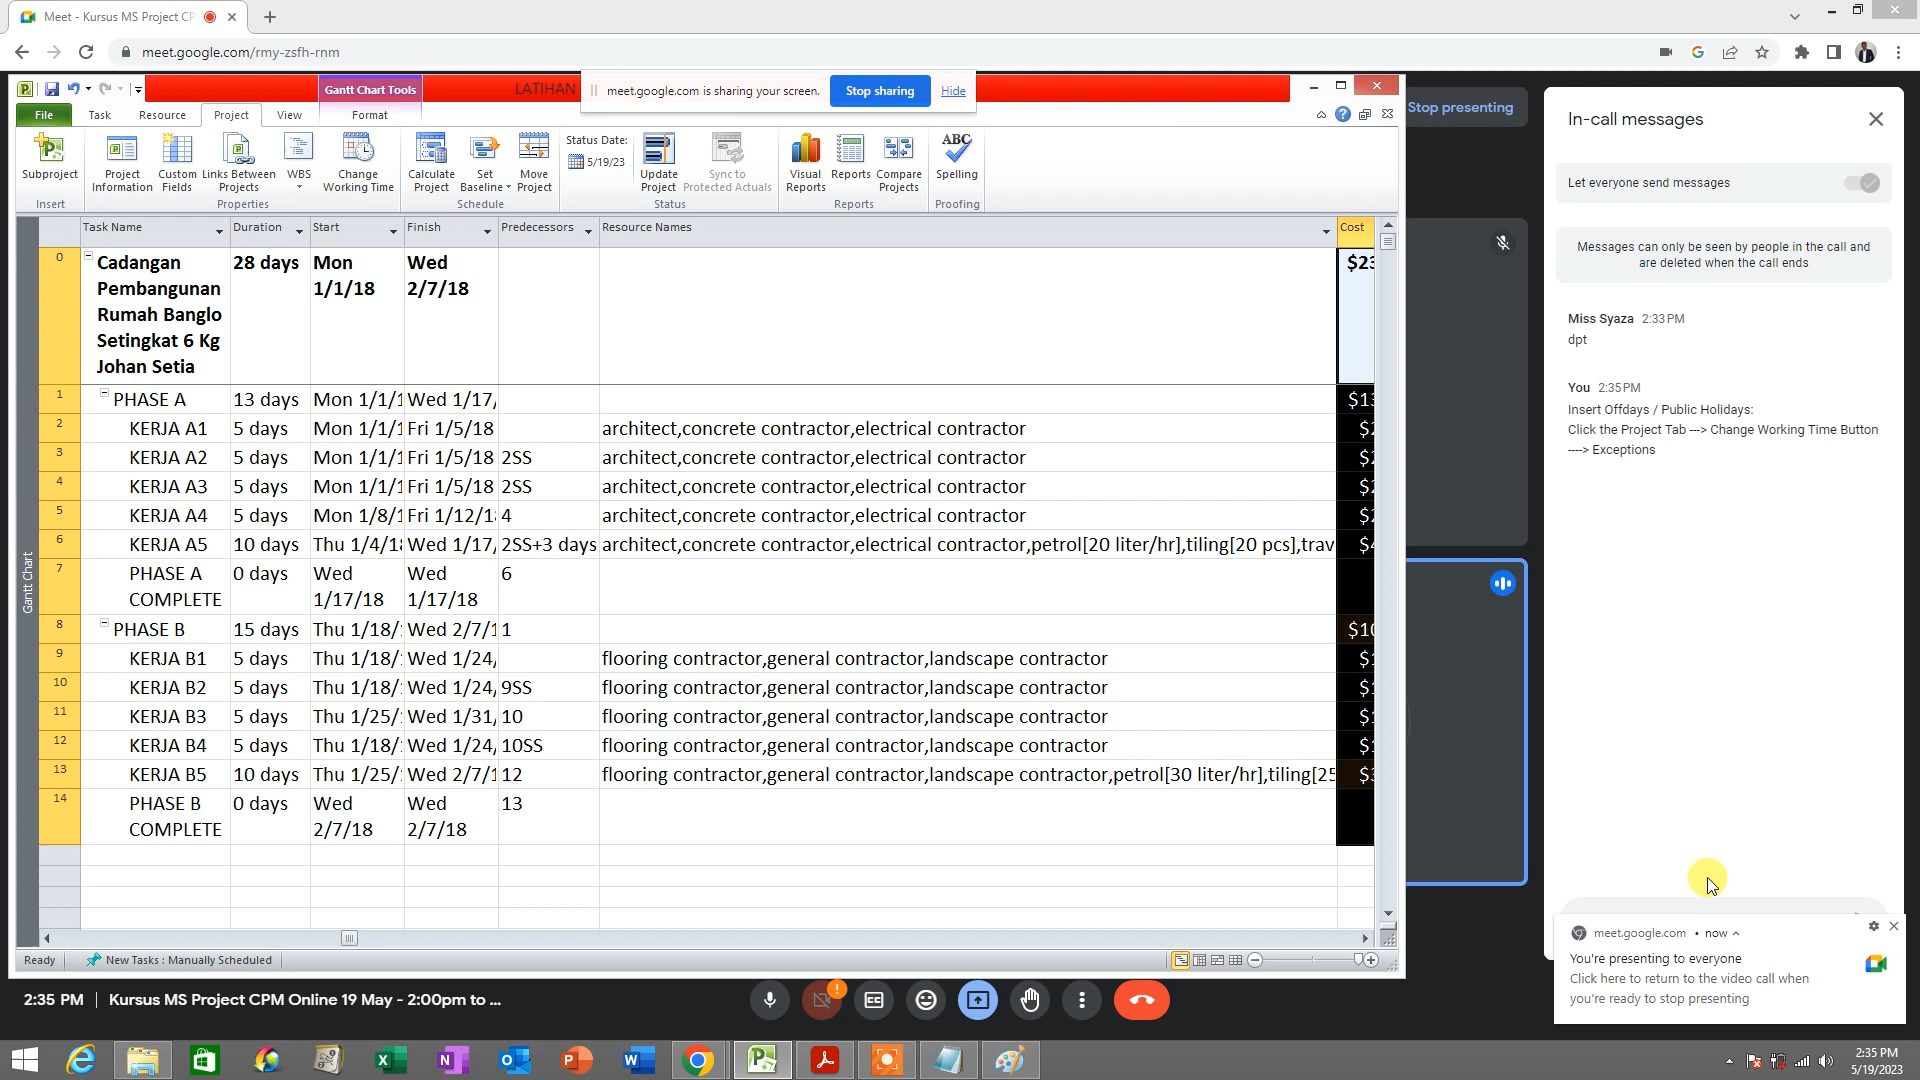 Meet - Kursus MS Project CP
meet.google.com/rmy-zsfh-rnm
Gantt Chart Tools
LATIHAN
meet.google.com is sharing your screen.
Stop sharing
Hide
Stop presenting
File
Task
Resource
Project
View
Format
Subproject
Project Information
Custom Fields
Links Between Projects
WBS
Change Working Time
Calculate Project
Set Baseline
Move Project
Status Date:
5/19/23
Update Project
Sync to Protected Actuals
Visual Reports
Reports
Compare Projects
ABC
Spelling
Insert
Properties
Schedule
Status
Reports
Proofing
Task Name Duration Start Finish Predecessors Resource Names Cost
0 Cadangan 28 days Mon Wed $23
Pembangunan 1/1/18 2/7/18
Rumah Banglo
Setingkat 6 Kg
Johan Setia
1 PHASE A 13 days Mon 1/1/1 Wed 1/17/ $13
2 KERJA A1 5 days Mon 1/1/1 Fri 1/5/18 architect,concrete contractor,electrical contractor $2
3 KERJA A2 5 days Mon 1/1/1 Fri 1/5/18 2SS architect,concrete contractor,electrical contractor $2
4 KERJA A3 5 days Mon 1/1/1 Fri 1/5/18 2SS architect,concrete contractor,electrical contractor $2
5 KERJA A4 5 days Mon 1/8/1 Fri 1/12/1 4 architect,concrete contractor,electrical contractor $2
6 KERJA A5 10 days Thu 1/4/1 Wed 1/17/ 2SS+3 days architect,concrete contractor,electrical contractor,petrol[20 liter/hr],tiling[20 pcs],trav $4
7 PHASE A 0 days Wed Wed 6
COMPLETE 1/17/18 1/17/18
8 PHASE B 15 days Thu 1/18/ Wed 2/7/1 1 $10
9 KERJA B1 5 days Thu 1/18/ Wed 1/24/ flooring contractor,general contractor,landscape contractor $1
10 KERJA B2 5 days Thu 1/18/ Wed 1/24/ 9SS flooring contractor,general contractor,landscape contractor $1
11 KERJA B3 5 days Thu 1/25/ Wed 1/31/ 10 flooring contractor,general contractor,landscape contractor $1
12 KERJA B4 5 days Thu 1/18/ Wed 1/24/ 10SS flooring contractor,general contractor,landscape contractor $1
13 KERJA B5 10 days Thu 1/25/ Wed 2/7/1 12 flooring contractor,general contractor,landscape contractor,petrol[30 liter/hr],tiling[25 $3
14 PHASE B 0 days Wed Wed 13
COMPLETE 2/7/18 2/7/18
Gantt Chart
Ready
New Tasks : Manually Scheduled
In-call messages
Let everyone send messages
Messages can only be seen by people in the call and
are deleted when the call ends
Miss Syaza 2:33 PM
dpt
You 2:35 PM
Insert Offdays / Public Holidays:
Click the Project Tab ---> Change Working Time Button
----> Exceptions
meet.google.com • now
You're presenting to everyone
Click here to return to the video call when
you're ready to stop presenting
2:35 PM | Kursus MS Project CPM Online 19 May - 2:00pm to ...
2:35 PM
5/19/2023